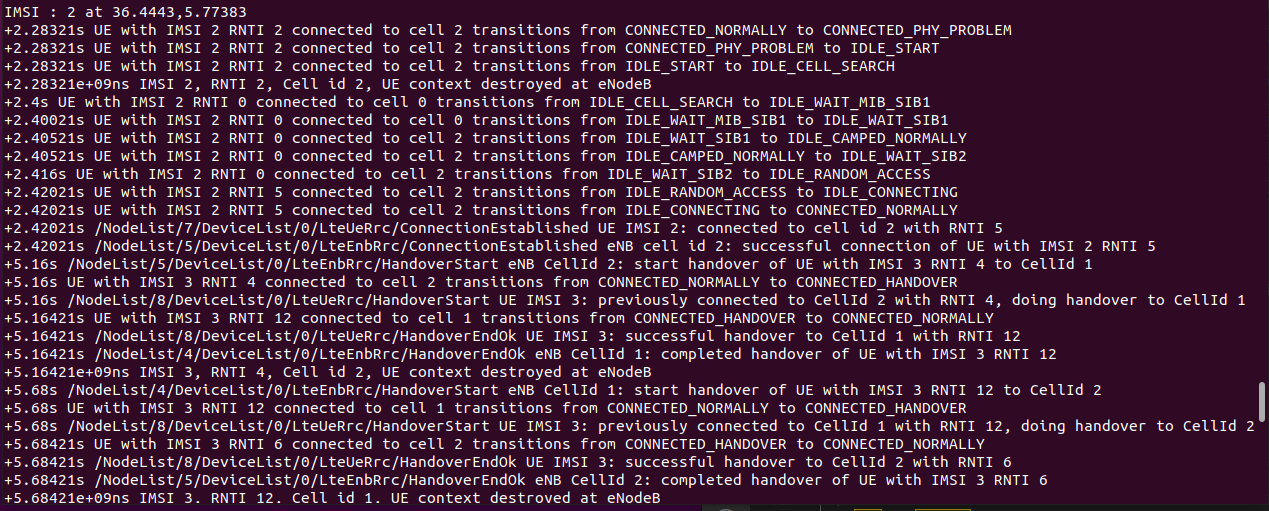 IMSI : 2 at 36.4443,5.77383
+2.28321s UE with IMSI 2 RNTI 2 connected to cell 2 transitions from CONNECTED_NORMALLY to CONNECTED_PHY_PROBLEM
+2.28321s UE with IMSI 2 RNTI 2 connected to cell 2 transitions from CONNECTED_PHY_PROBLEM to IDLE_START
+2.28321s UE with IMSI 2 RNTI 2 connected to cell 2 transitions from IDLE_START to IDLE_CELL_SEARCH
+2.28321e+09ns IMSI 2, RNTI 2, Cell id 2, UE context destroyed at eNodeB
+2.4s UE with IMSI 2 RNTI 0 connected to cell 0 transitions from IDLE_CELL_SEARCH to IDLE_WAIT_MIB_SIB1
+2.40021s UE with IMSI 2 RNTI 0 connected to cell 0 transitions from IDLE_WAIT_MIB_SIB1 to IDLE_WAIT_SIB1
+2.40521s UE with IMSI 2 RNTI 0 connected to cell 2 transitions from IDLE_WAIT_SIB1 to IDLE_CAMPED_NORMALLY
+2.40521s UE with IMSI 2 RNTI 0 connected to cell 2 transitions from IDLE_CAMPED_NORMALLY to IDLE_WAIT_SIB2
+2.416s UE with IMSI 2 RNTI 0 connected to cell 2 transitions from IDLE_WAIT_SIB2 to IDLE_RANDOM_ACCESS
+2.42021s UE with IMSI 2 RNTI 5 connected to cell 2 transitions from IDLE_RANDOM_ACCESS to IDLE_CONNECTING
+2.42021s UE with IMSI 2 RNTI 5 connected to cell 2 transitions from IDLE_CONNECTING to CONNECTED_NORMALLY
+2.42021s /NodeList/7/DeviceList/0/LteUeRrc/ConnectionEstablished UE IMSI 2: connected to cell id 2 with RNTI 5
+2.42021s /NodeList/5/DeviceList/0/LteEnbRrc/ConnectionEstablished eNB cell id 2: successful connection of UE with IMSI 2 RNTI 5
+5.16s /NodeList/5/DeviceList/0/LteEnbRrc/HandoverStart eNB CellId 2: start handover of UE with IMSI 3 RNTI 4 to CellId 1
+5.16s UE with IMSI 3 RNTI 4 connected to cell 2 transitions from CONNECTED_NORMALLY to CONNECTED_HANDOVER
+5.16s /NodeList/8/DeviceList/0/LteUeRrc/HandoverStart UE IMSI 3: previously connected to CellId 2 with RNTI 4, doing handover to CellId 1
+5.16421s UE with IMSI 3 RNTI 12 connected to cell 1 transitions from CONNECTED_HANDOVER to CONNECTED_NORMALLY
+5.16421s /NodeList/8/DeviceList/0/LteUeRrc/HandoverEndOk UE IMSI 3: successful handover to CellId 1 with RNTI 12
+5.16421s /NodeList/4/DeviceList/0/LteEnbRrc/HandoverEndOk eNB CellId 1: completed handover of UE with IMSI 3 RNTI 12
+5.16421e+09ns IMSI 3, RNTI 4, Cell id 2, UE context destroyed at eNodeB
+5.68s /NodeList/4/DeviceList/0/LteEnbRrc/HandoverStart eNB CellId 1: start handover of UE with IMSI 3 RNTI 12 to CellId 2
+5.68s UE with IMSI 3 RNTI 12 connected to cell 1 transitions from CONNECTED_NORMALLY to CONNECTED_HANDOVER
+5.68s /NodeList/8/DeviceList/0/LteUeRrc/HandoverStart UE IMSI 3: previously connected to CellId 1 with RNTI 12, doing handover to CellId 2
+5.68421s UE with IMSI 3 RNTI 6 connected to cell 2 transitions from CONNECTED_HANDOVER to CONNECTED_NORMALLY
+5.68421s /NodeList/8/DeviceList/0/LteUeRrc/HandoverEndOk UE IMSI 3: successful handover to CellId 2 with RNTI 6
+5.68421s /NodeList/5/DeviceList/0/LteEnbRrc/HandoverEndOk eNB CellId 2: completed handover of UE with IMSI 3 RNTI 6
+5.68421e+09ns IMSI 3, RNTI 12, Cell id 1, UE context destroyed at eNodeB